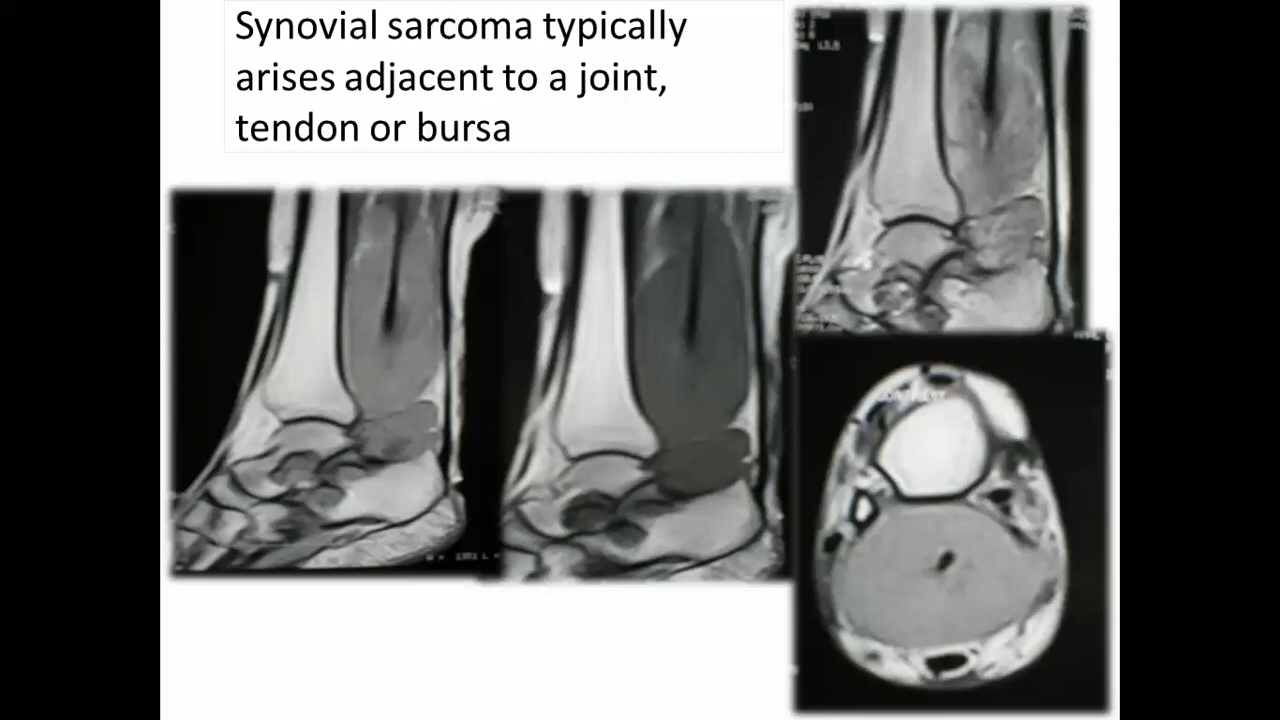 Synovial sarcoma typically
arises adjacent to a joint,
tendon or bursa